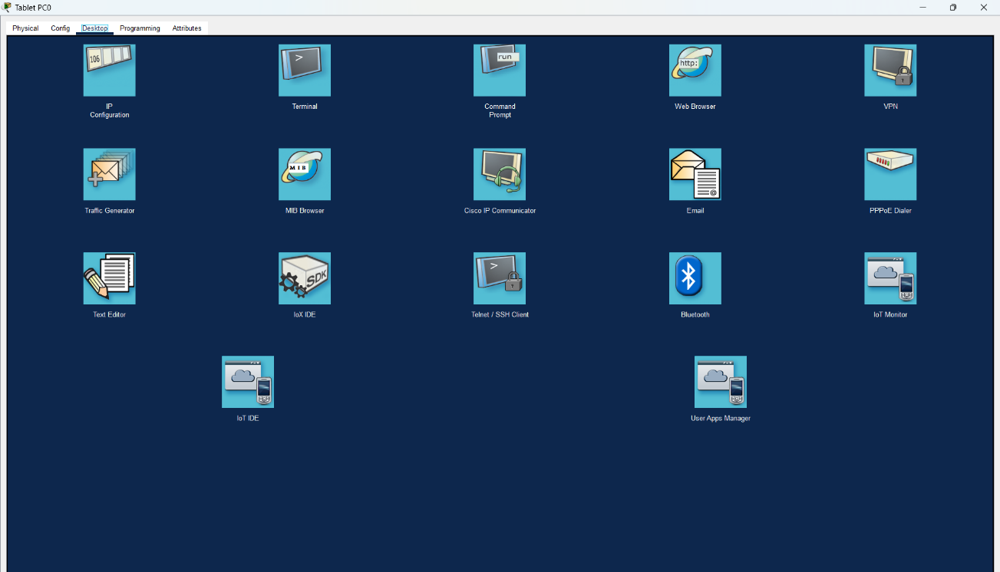 Tablet PC0
Physical Config Desktop Programming Attributes
106
>
run
http:
IP
Configuration
Terminal
Command
Prompt
Web Browser
VPN
MIB
@
Traffic Generator
MIB Browser
Cisco IP Communicator
Email
PPPoE Dialer
SDK
>
Text Editor
IoX IDE
Telnet / SSH Client
Bluetooth
IoT Monitor
IoT IDE
User Apps Manager